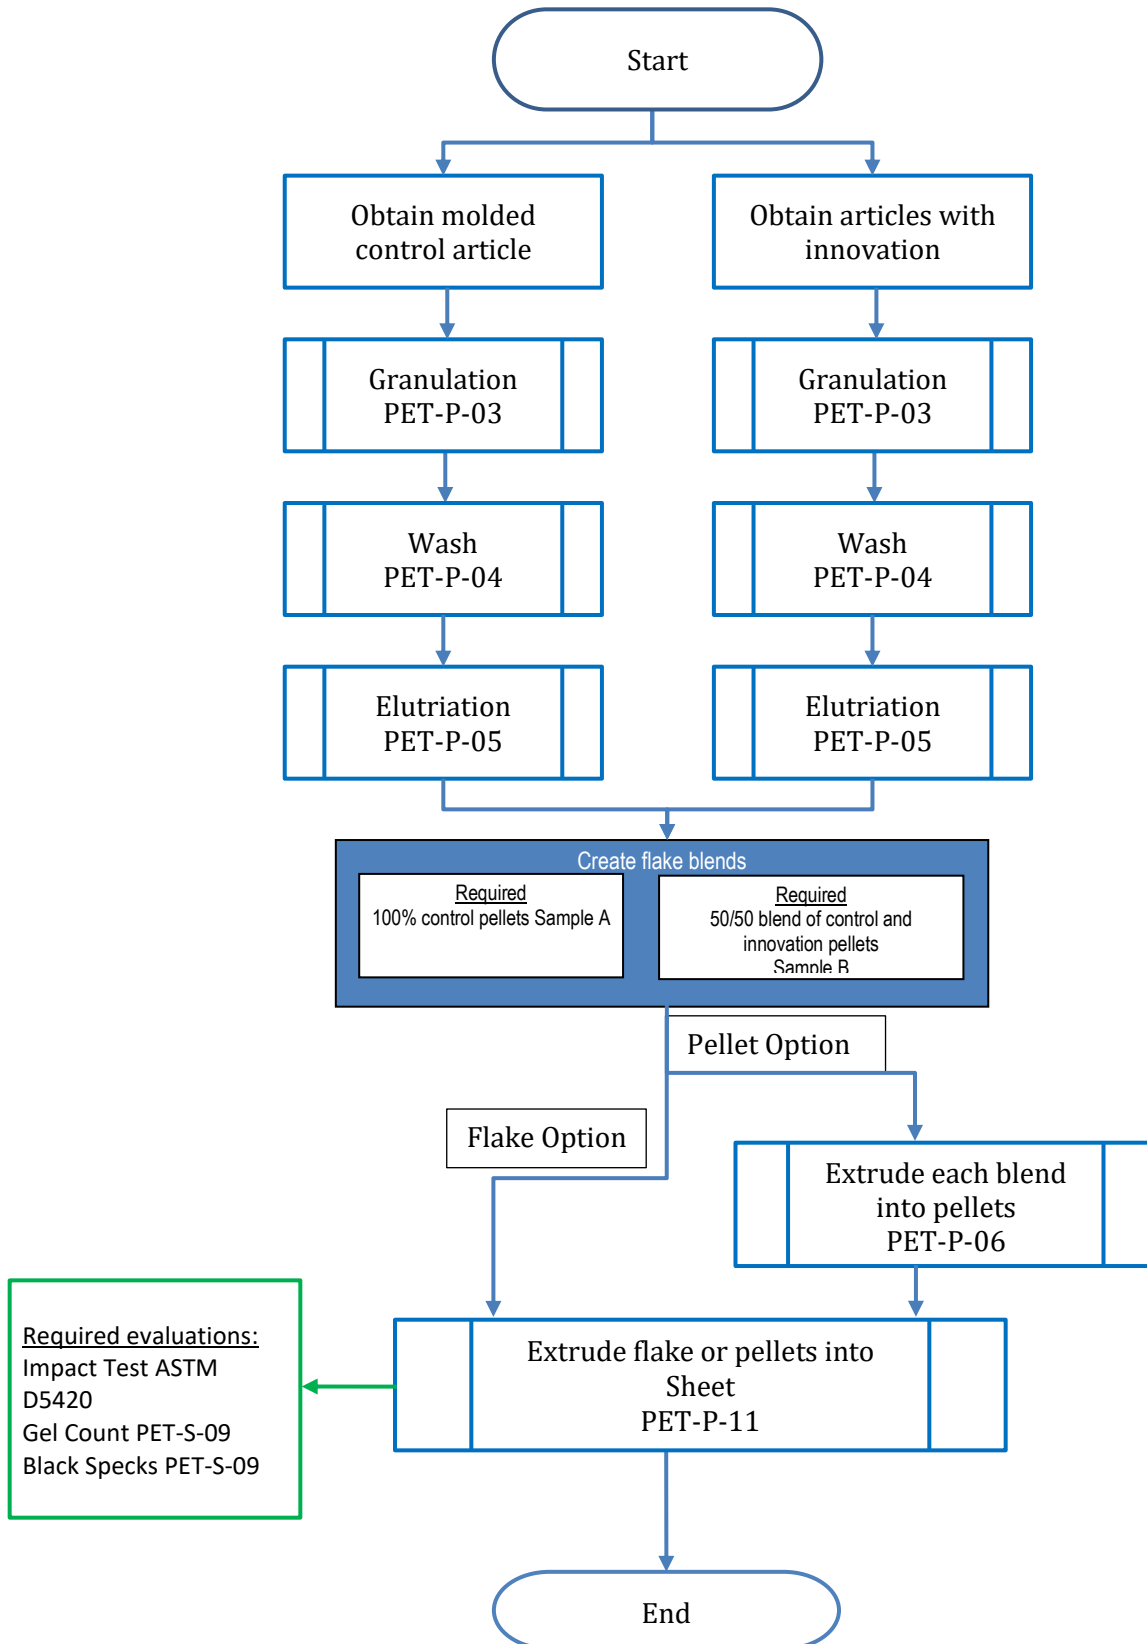 Start
Obtain molded
control article
Obtain articles with
innovation
Granulation
PET-P-03
Granulation
PET-P-03
Wash
PET-P-04
Wash
PET-P-04
Elutriation
PET-P-05
Elutriation
PET-P-05
Create flake blends
Required
100% control pellets Sample A
Required
50/50 blend of control and
innovation pellets
Sample B
Pellet Option
Flake Option
Extrude each blend
into pellets
PET-P-06
Required evaluations:
Impact Test ASTM
D5420
Gel Count PET-S-09
Black Specks PET-S-09
Extrude flake or pellets into
Sheet
PET-P-11
End